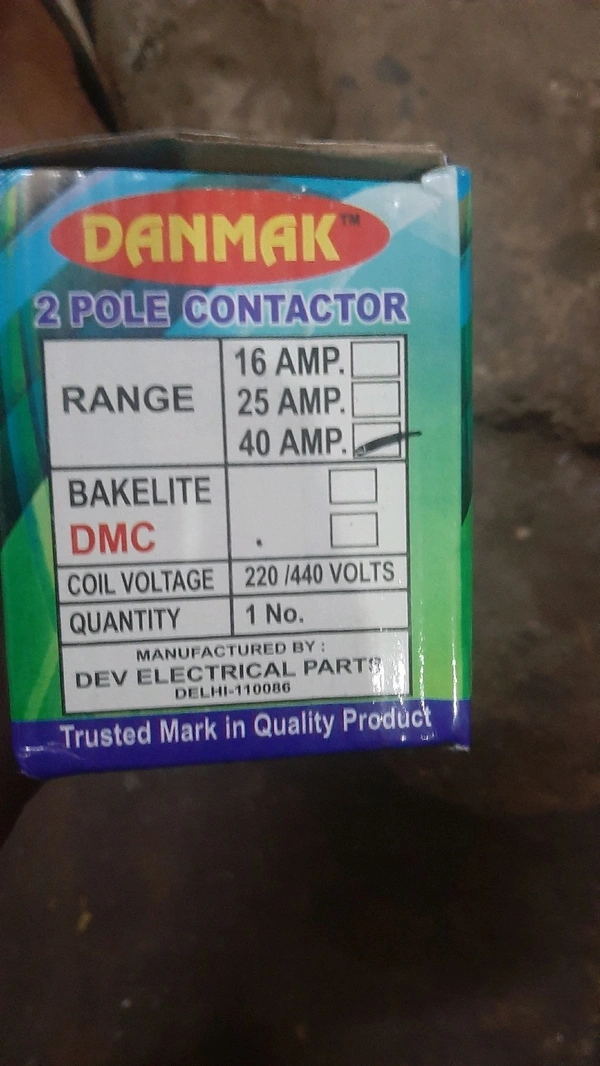 DANMAK™
2 POLE CONTACTOR
RANGE
16 AMP.
25 AMP.
40 AMP.
BAKELITE
DMC
COIL VOLTAGE 220 /440 VOLTS
QUANTITY 1 No.
MANUFACTURED BY :
DEV ELECTRICAL PARTS
DELHI-110086
Trusted Mark in Quality Product